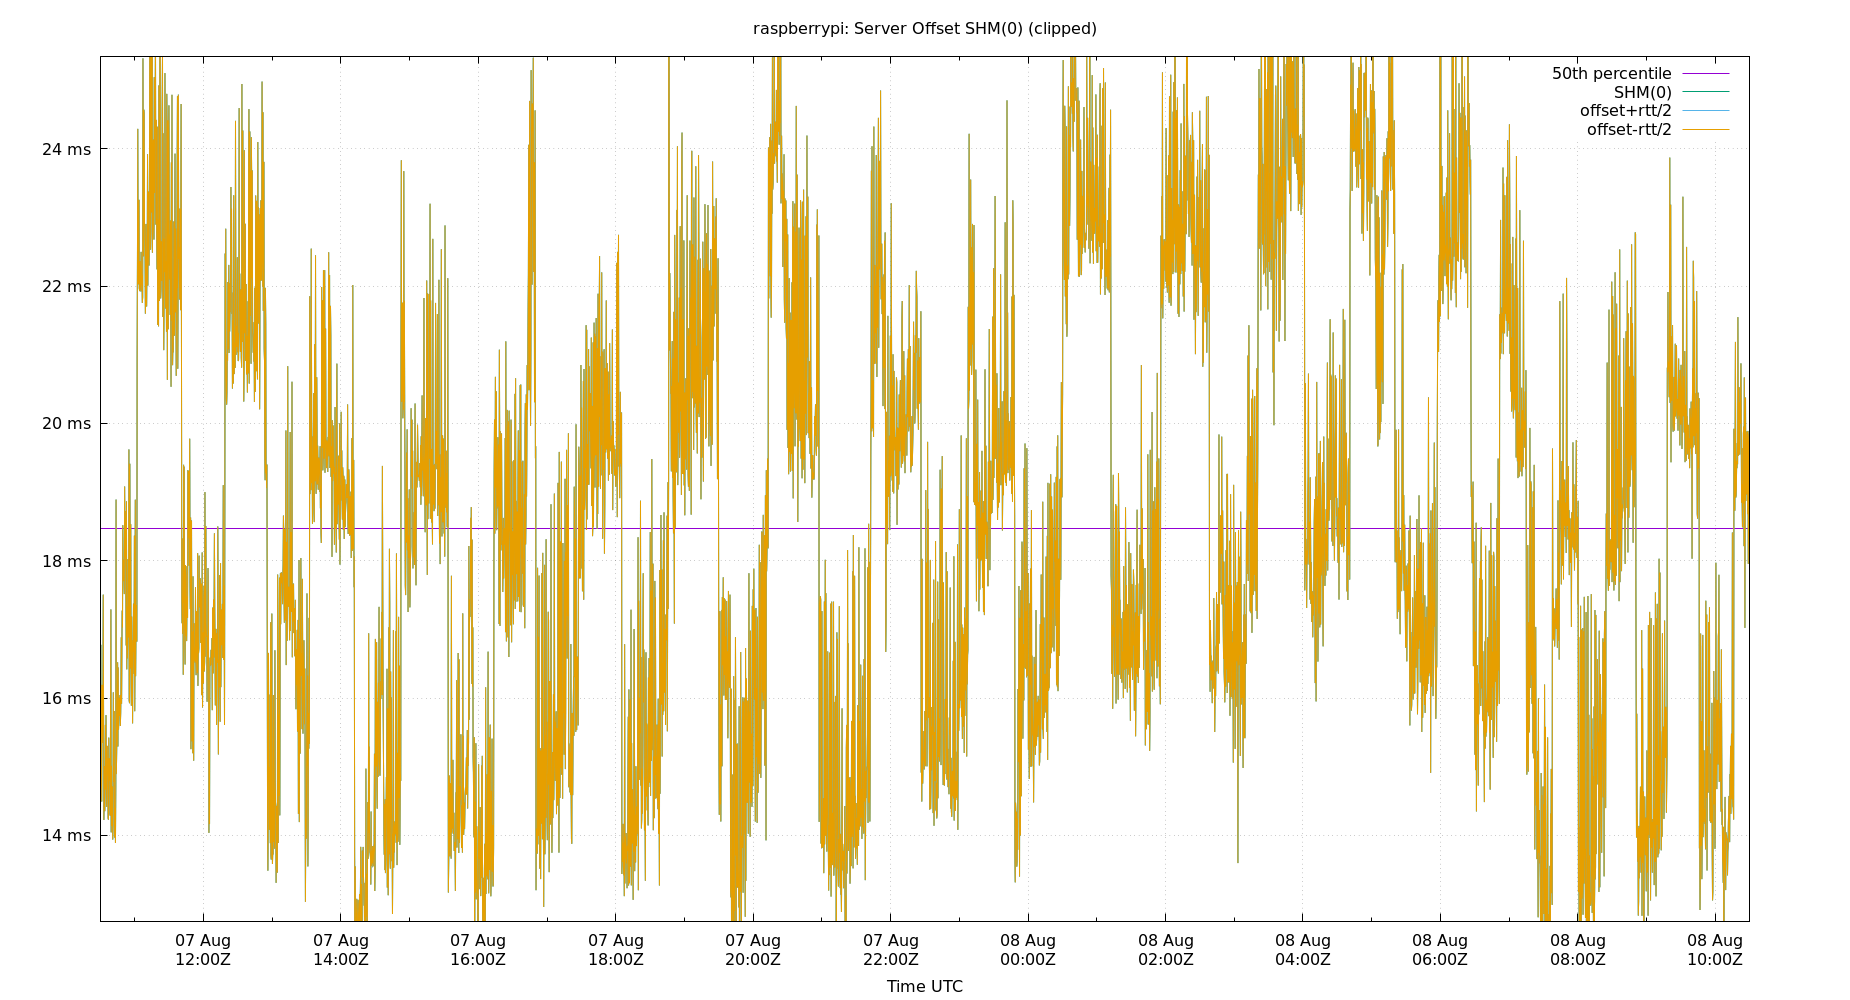 raspberrypi: Server Offset SHM(0) (clipped)
50th percentile
SHM(0)
offset+rtt/2
offset-rtt/2
24 ms
22 ms
20 ms
18 ms
16 ms
14 ms
07 Aug 07 Aug 07 Aug 07 Aug 07 Aug 07 Aug 08 Aug 08 Aug 08 Aug 08 Aug 08 Aug 08 Aug
12:00Z 14:00Z 16:00Z 18:00Z 20:00Z 22:00Z 00:00Z 02:00Z 04:00Z 06:00Z 08:00Z 10:00Z
Time UTC